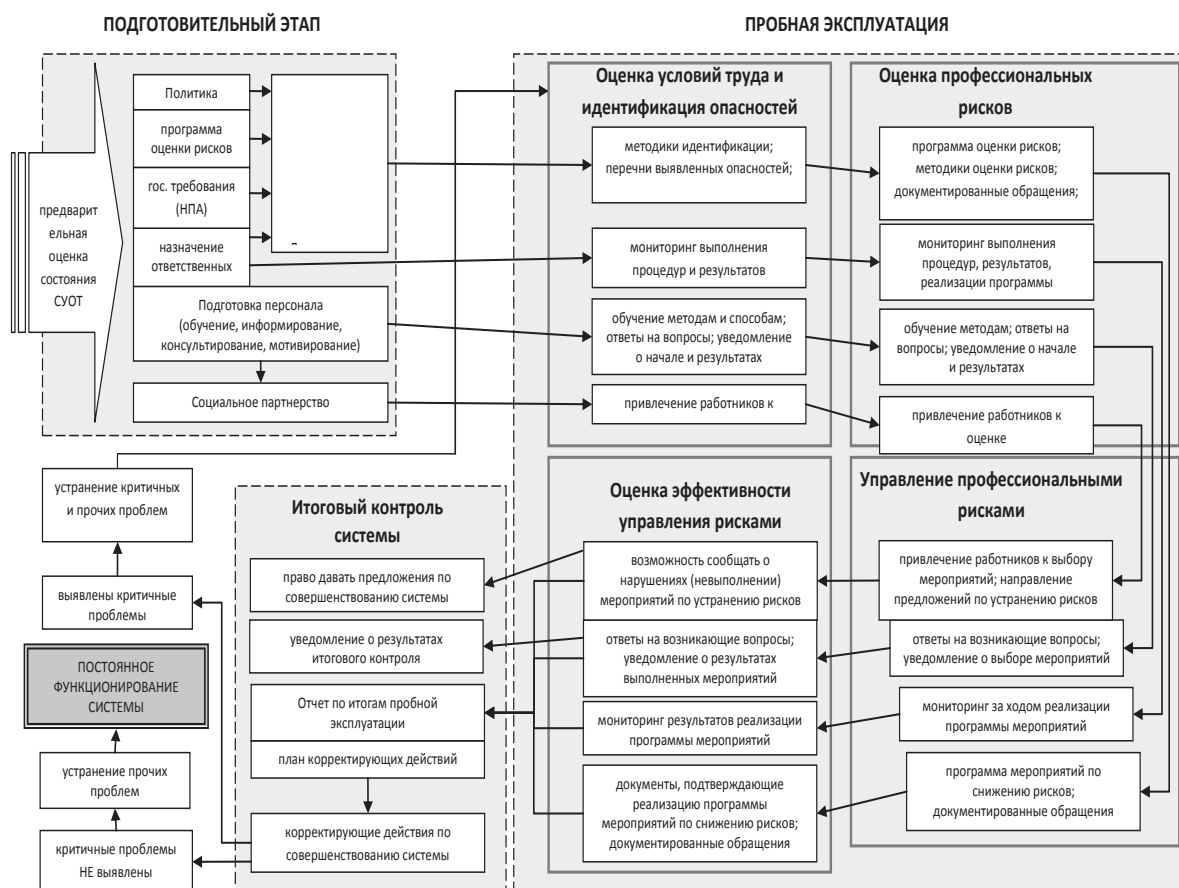 ПОДГОТОВИТЕЛЬНЫЙ ЭТАП
предварит
ельная
оценка
состояния
СУОТ
Политика
программа
оценки рисков
гос. требования
(НПА)
назначение
ответственных
Подготовка персонала
(обучение, информирование,
консультирование, мотивирование)
Социальное партнерство
ПРОБНАЯ ЭКСПЛУАТАЦИЯ
Оценка условий труда и
идентификация опасностей
методики идентификации;
перечни выявленных опасностей;
мониторинг выполнения
процедур и результатов
обучение методам и способам;
ответы на вопросы; уведомление
о начале и результатах
привлечение работников к
Оценка профессиональных
рисков
программа оценки рисков;
методики оценки рисков;
документированные обращения;
мониторинг выполнения
процедур, результатов,
реализации программы
обучение методам; ответы на
вопросы; уведомление о начале
и результатах
привлечение работников к
оценке
Управление профессиональными
рисками
привлечение работников к выбору
мероприятий; направление
предложений по устранению рисков
ответы на возникающие вопросы;
уведомление о выборе мероприятий
мониторинг за ходом реализации
программы мероприятий
программа мероприятий по
снижению рисков;
документированные обращения
Оценка эффективности
управления рисками
возможность сообщать о
нарушениях (невыполнении)
мероприятий по устранению рисков
ответы на возникающие вопросы;
уведомление о результатах
выполненных мероприятий
мониторинг результатов реализации
программы мероприятий
документы, подтверждающие
реализацию программы
мероприятий по снижению рисков;
документированные обращения
Итоговый контроль
системы
право давать предложения по
совершенствованию системы
уведомление о результатах
итогового контроля
Отчет по итогам пробной
эксплуатации
план корректирующих действий
корректирующие действия по
совершенствованию системы
устранение критичных
и прочих проблем
выявлены критичные
проблемы
ПОСТОЯННОЕ
ФУНКЦИОНИРОВАНИЕ
СИСТЕМЫ
устранение прочих
проблем
критичные проблемы
НЕ выявлены